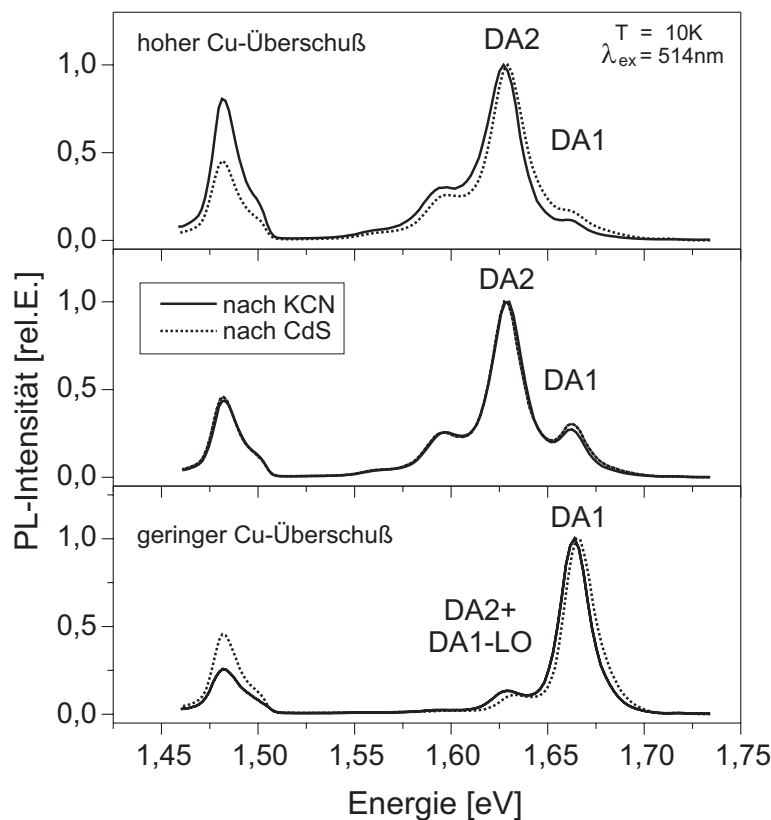 hoher Cu-Überschuß
DA2
T = 10K
λex = 514nm
DA1
1,0
0,5
0,0
DA2
nach KCN
nach CdS
DA1
1,0
0,5
0,0
PL-Intensität [rel.E.]
geringer Cu-Überschuß
DA1
DA2+
DA1-LO
1,0
0,5
0,0
1,45 1,50 1,55 1,60 1,65 1,70 1,75
Energie [eV]